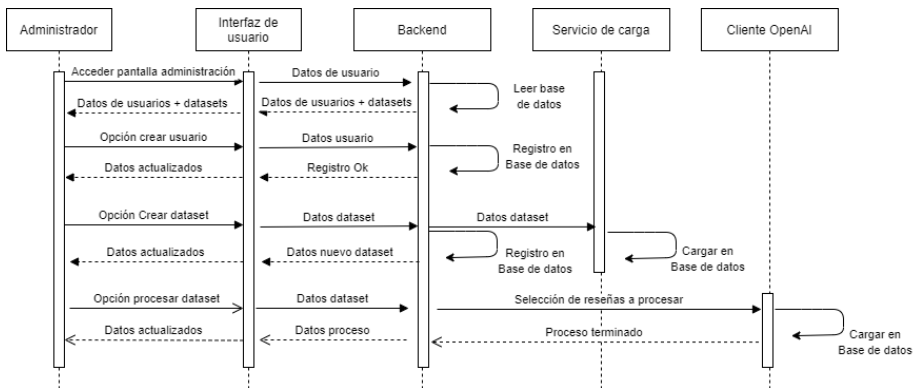 Administrador
Interfaz de
usuario
Backend
Servicio de carga
Cliente OpenAI
Acceder pantalla administración
Datos de usuario
Leer base
de datos
Datos de usuarios + datasets
Datos de usuarios + datasets
Opción crear usuario
Datos usuario
Registro en
Base de datos
Datos actualizados
Registro Ok
Opción Crear dataset
Datos dataset
Datos dataset
Datos actualizados
Datos nuevo dataset
Registro en
Base de datos
Cargar en
Base de datos
Opción procesar dataset
Datos dataset
Selección de reseñas a procesar
Datos actualizados
Datos proceso
Proceso terminado
Cargar en
Base de datos